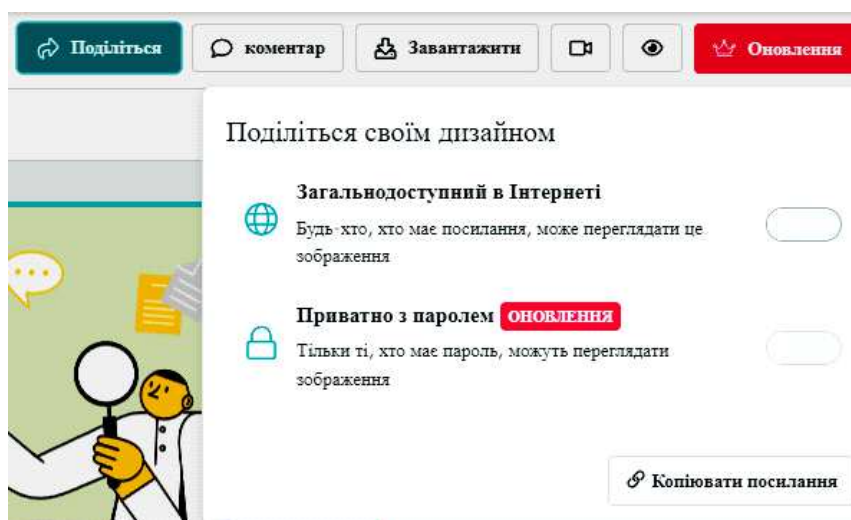 Поділіться коментар Завантажити Оновлення
Поділіться своїм дизайном
Загальнодоступний в Інтернеті
Будь-хто, хто має посилання, може переглядати це
зображення
Приватно з паролем ОНОВЛЕННЯ
Тільки ті, хто має пароль, можуть переглядати
зображення
Копіювати посилання